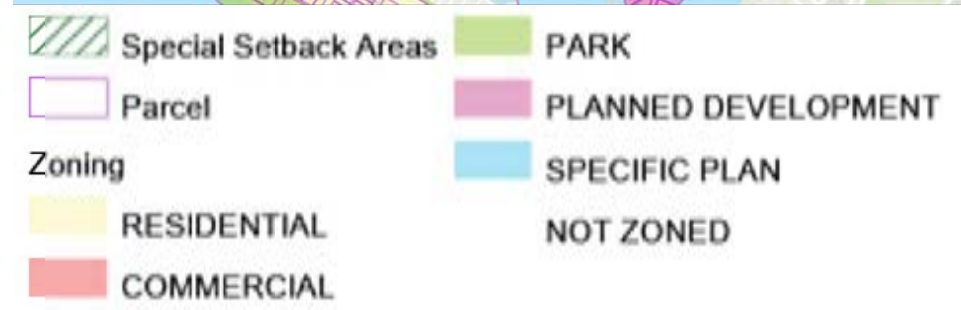 Special Setback Areas
Parcel
Zoning
RESIDENTIAL
COMMERCIAL
PARK
PLANNED DEVELOPMENT
SPECIFIC PLAN
NOT ZONED